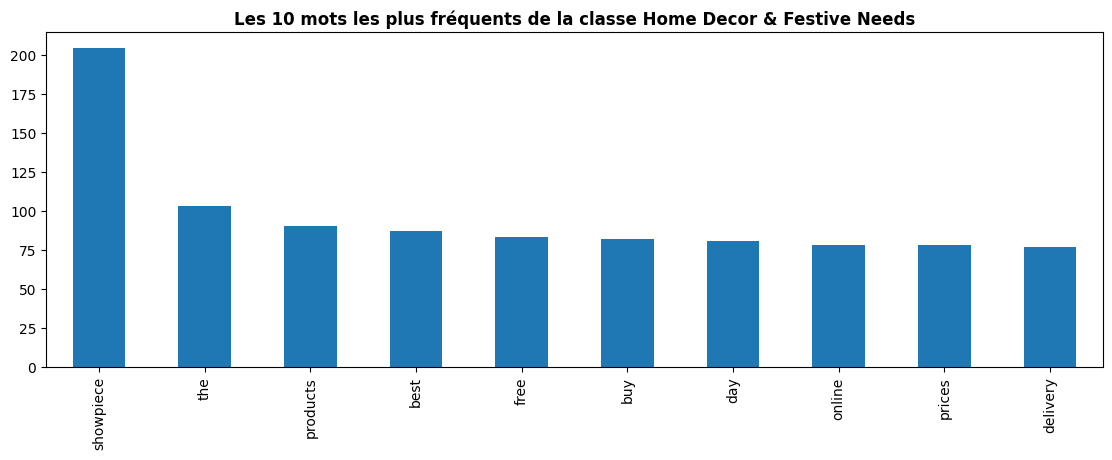 Les 10 mots les plus fréquents de la classe Home Decor & Festive Needs
200
175
150
125
100
75
50
25
0
showpiece
the
products
best
free
buy
day
online
prices
delivery